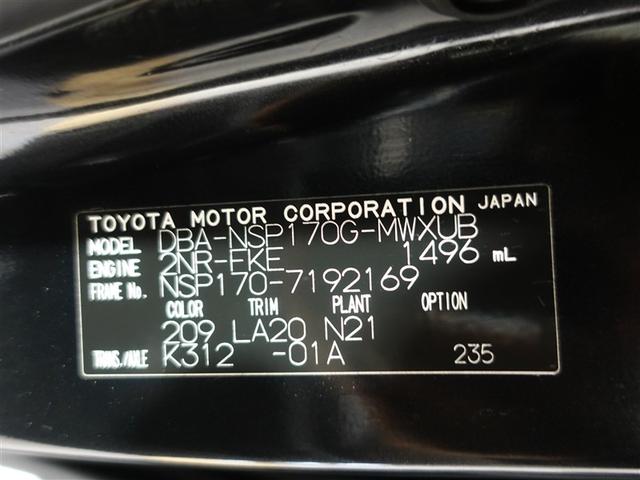 TOYOTA MOTOR CORPORATION JAPAN
MODEL DBA-NSP170G-MWXUB
ENGINE 2NR-FKE 1496 mL
FRAME No. NSP170-7192169
COLOR TRIM PLANT OPTION
209 LA20 N21
TRANS./AXLE K312 -01A 235